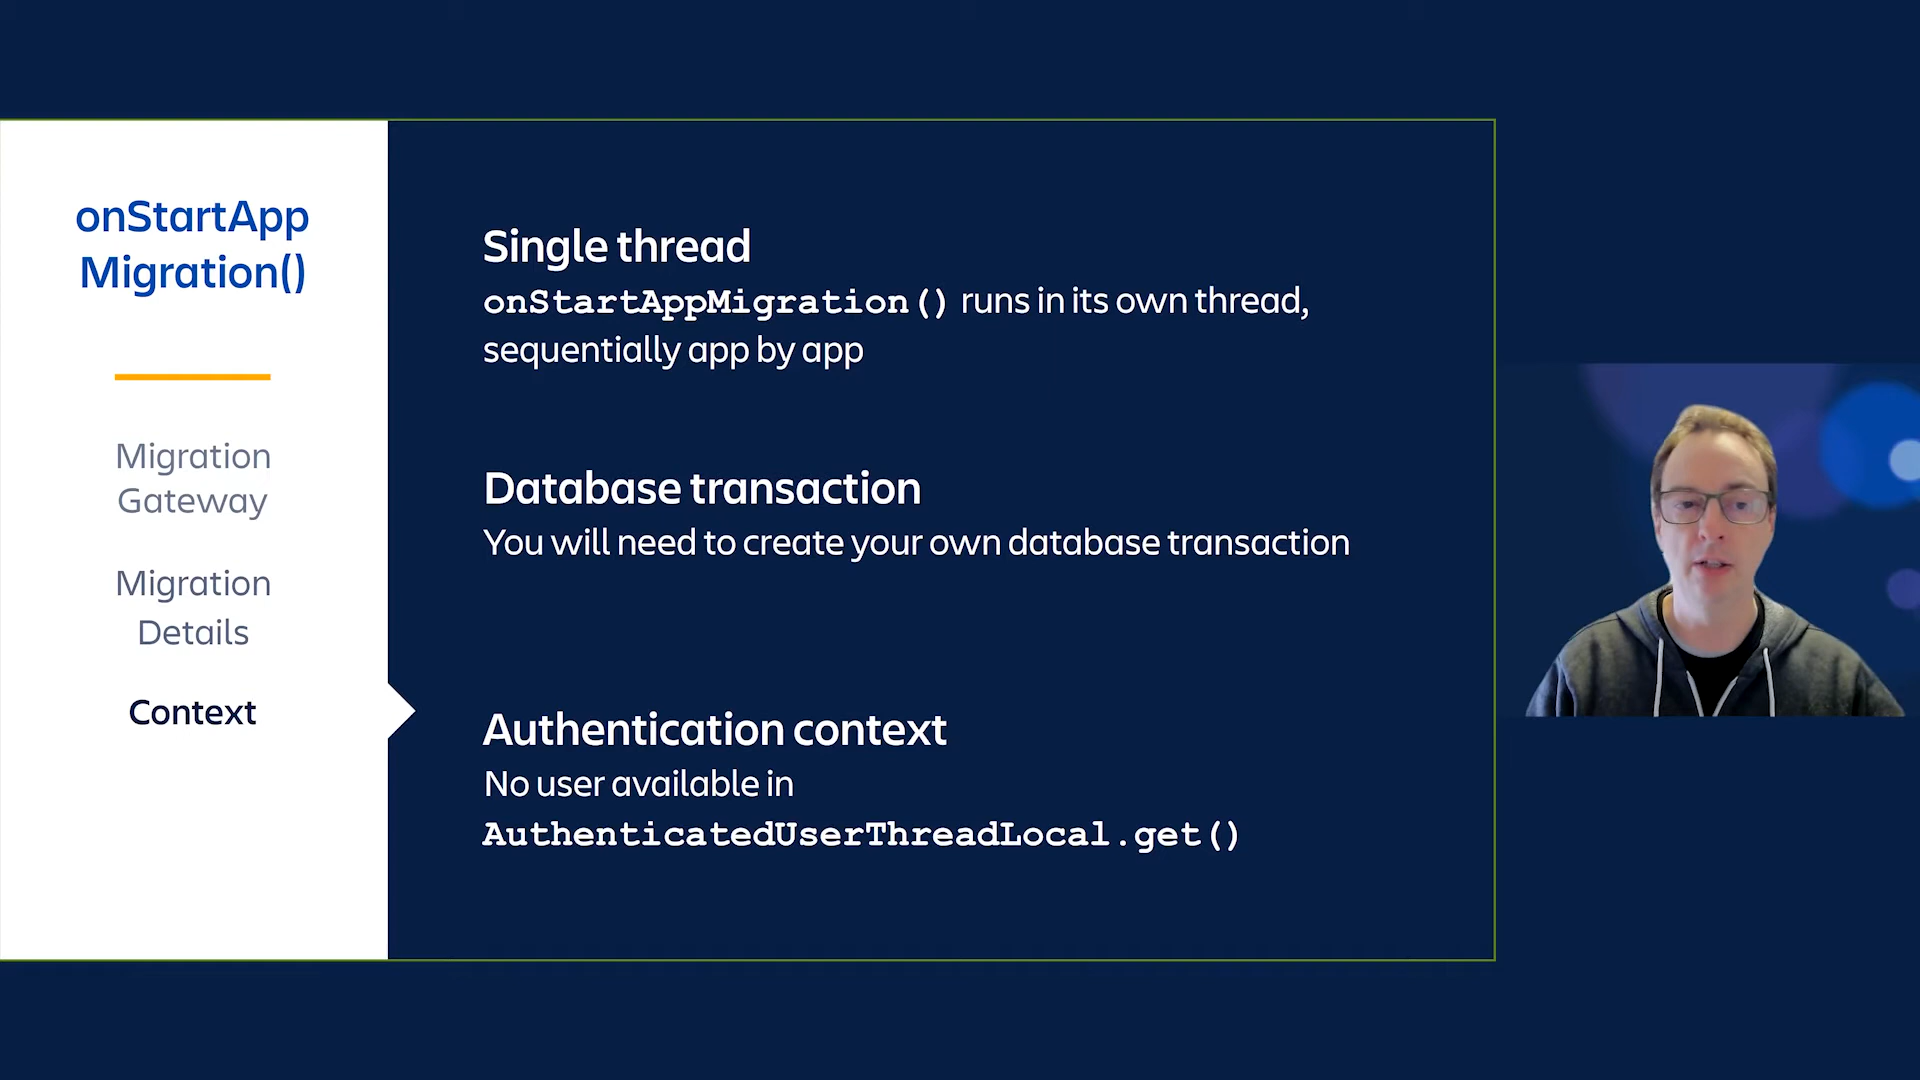 onStartApp
Migration()
Migration
Gateway
Migration
Details
Context
Single thread
onStartAppMigration() runs in its own thread,
sequentially app by app
Database transaction
You will need to create your own database transaction
Authentication context
No user available in
AuthenticatedUserThreadLocal.get()